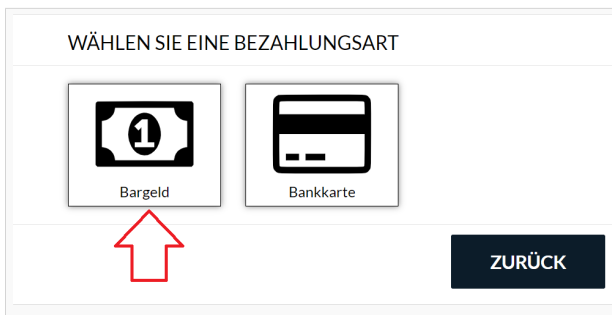 WÄHLEN SIE EINE BEZAHLUNGSART
1
Bargeld
Bankkarte
ZURÜCK